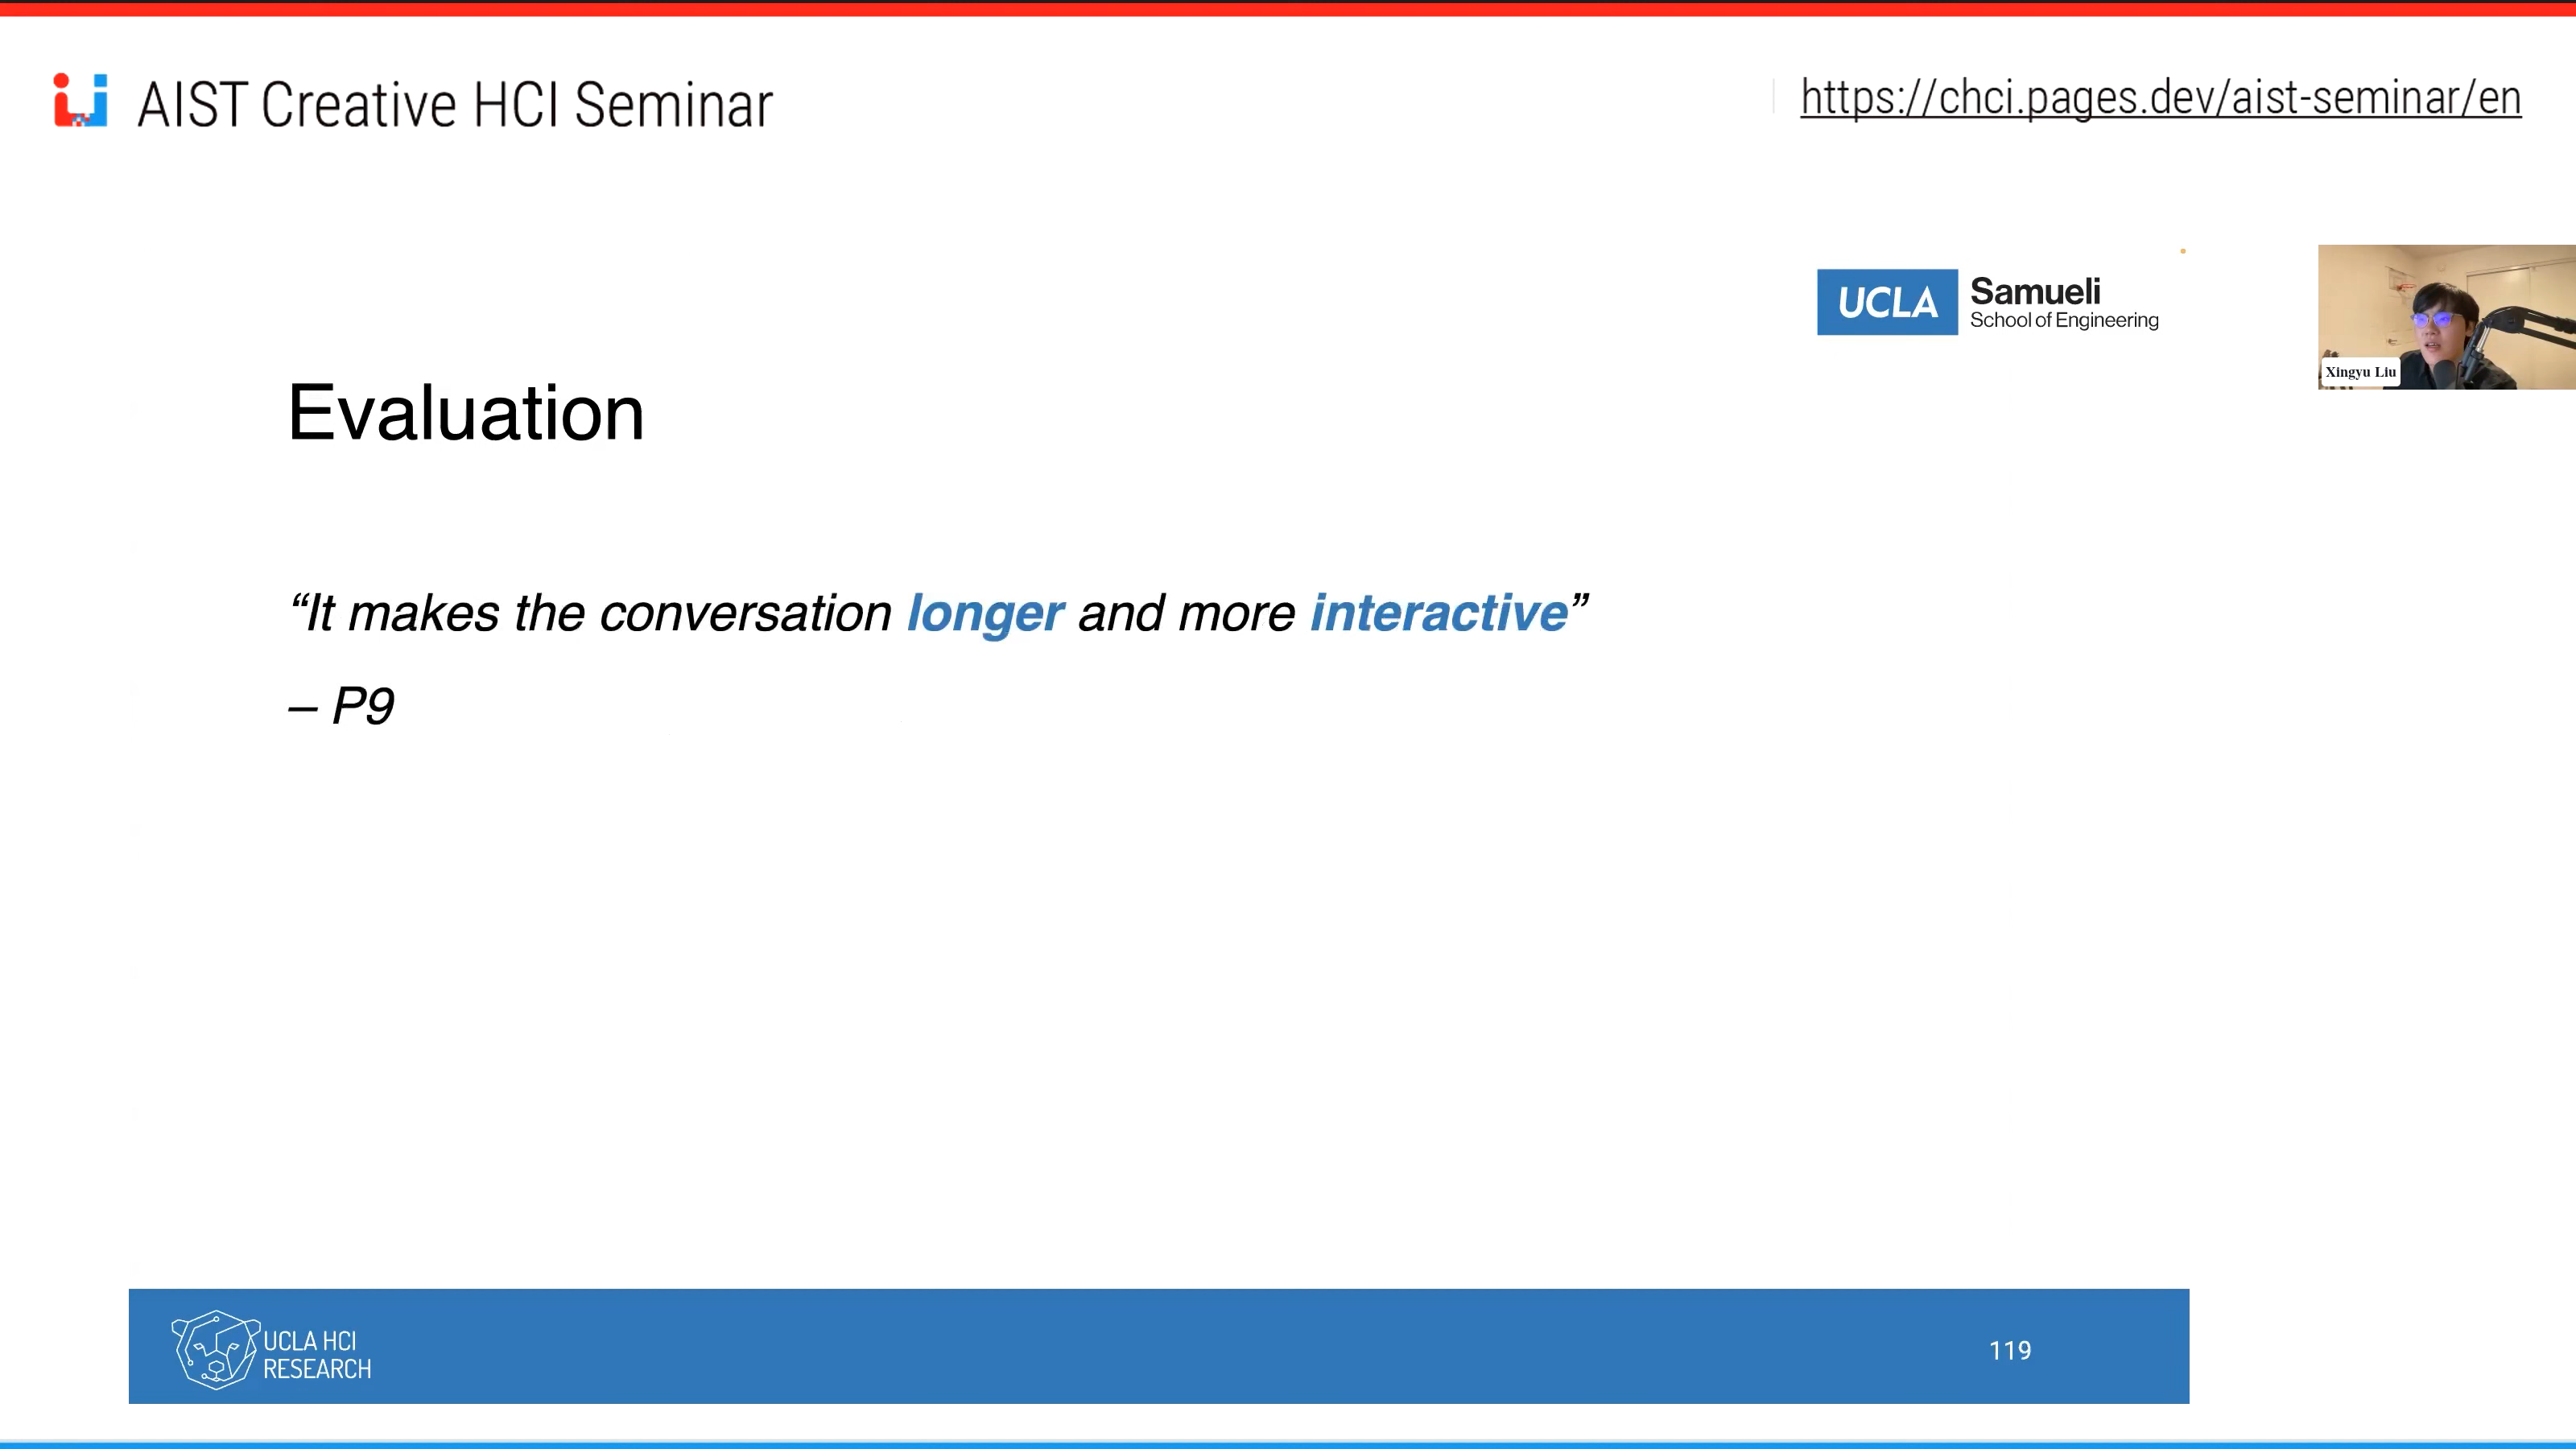 AIST Creative HCI Seminar
https://chci.pages.dev/aist-seminar/en
UCLA Samueli
School of Engineering
Xingyu Liu
Evaluation
“It makes the conversation longer and more interactive”
– P9
UCLA HCI
RESEARCH
119